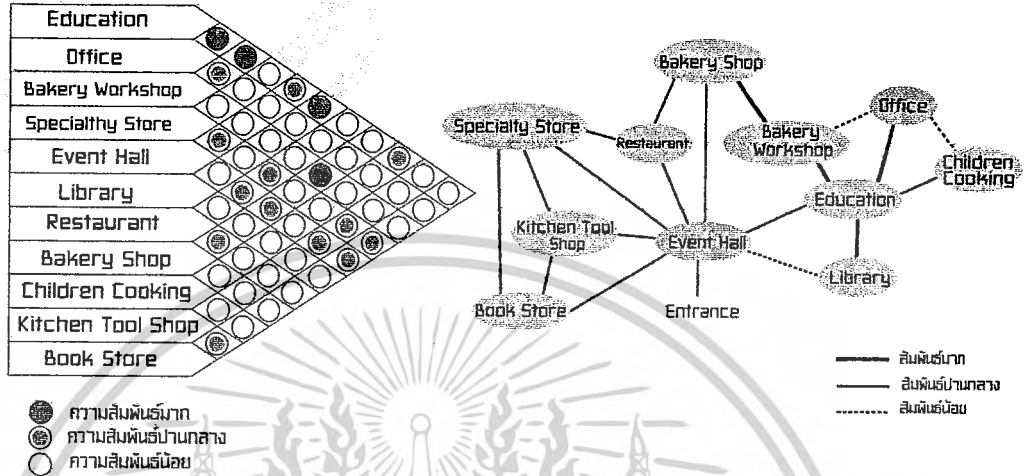 Education
Office
Bakery Workshop
Specialthy Store
Event Hall
Library
Restaurant
Bakery Shop
Children Cooking
Kitchen Tool Shop
Book Store
ความสัมพันธ์มาก
ความสัมพันธ์ปานกลาง
ความสัมพันธ์น้อย
Bakery Shop
Office
Specialty Store
Restaurant
Bakery
Workshop
Children
Cooking
Education
Kitchen Tool
Shop
Event Hall
Library
Book Store
Entrance
สัมพันธ์มาก
สัมพันธ์ปานกลาง
สัมพันธ์น้อย